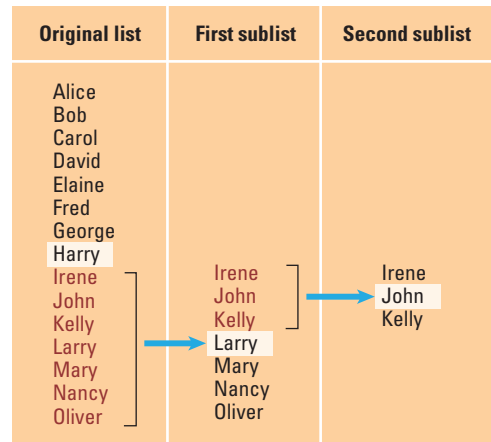 Original list
First sublist
Second sublist
Alice
Bob
Carol
David
Elaine
Fred
George
Harry
Irene
John
Kelly
Larry
Mary
Nancy
Oliver
Irene
John
Kelly
Larry
Mary
Nancy
Oliver
Irene
John
Kelly